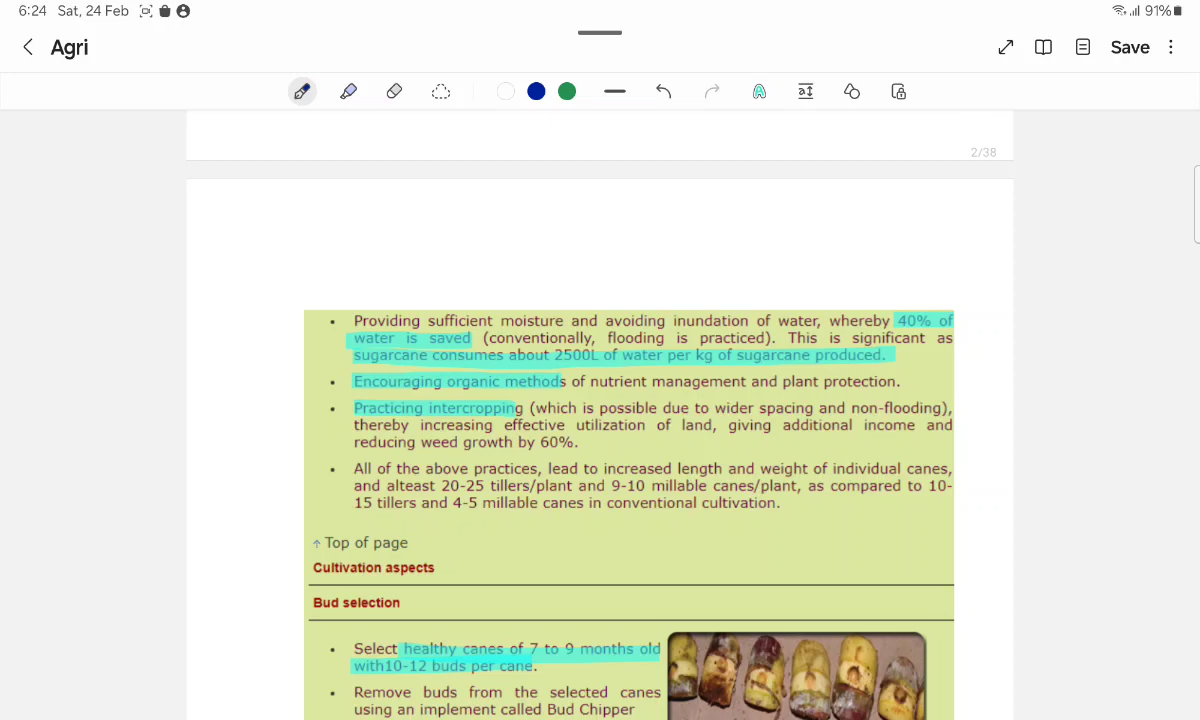 6:24 Sat, 24 Feb
91%
Agri
Save
2/38
• Providing sufficient moisture and avoiding inundation of water, whereby 40% of
water is saved (conventionally, flooding is practiced). This is significant as
sugarcane consumes about 2500L of water per kg of sugarcane produced.
• Encouraging organic methods of nutrient management and plant protection.
• Practicing intercropping (which is possible due to wider spacing and non-flooding),
thereby increasing effective utilization of land, giving additional income and
reducing weed growth by 60%.
• All of the above practices, lead to increased length and weight of individual canes,
and alteast 20-25 tillers/plant and 9-10 millable canes/plant, as compared to 10-
15 tillers and 4-5 millable canes in conventional cultivation.
↑ Top of page
Cultivation aspects
Bud selection
• Select healthy canes of 7 to 9 months old
with10-12 buds per cane.
• Remove buds from the selected canes
using an implement called Bud Chipper